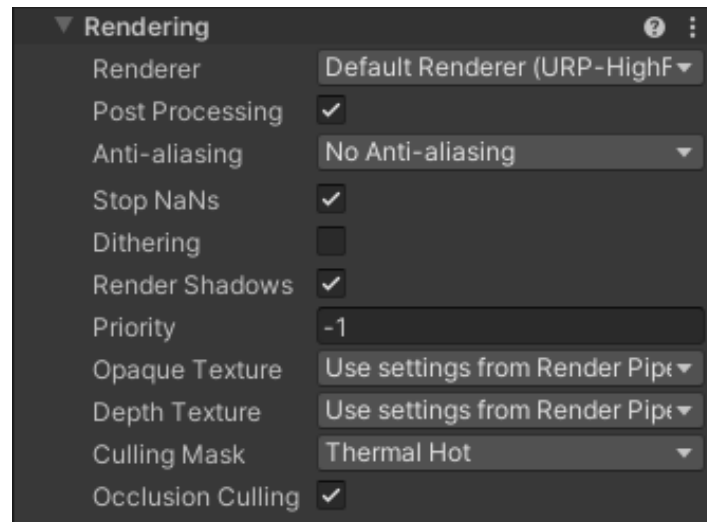 Rendering
Renderer Default Renderer (URP-HighF
Post Processing
Anti-aliasing No Anti-aliasing
Stop NaNs
Dithering
Render Shadows
Priority -1
Opaque Texture Use settings from Render Pipe
Depth Texture Use settings from Render Pipe
Culling Mask Thermal Hot
Occlusion Culling